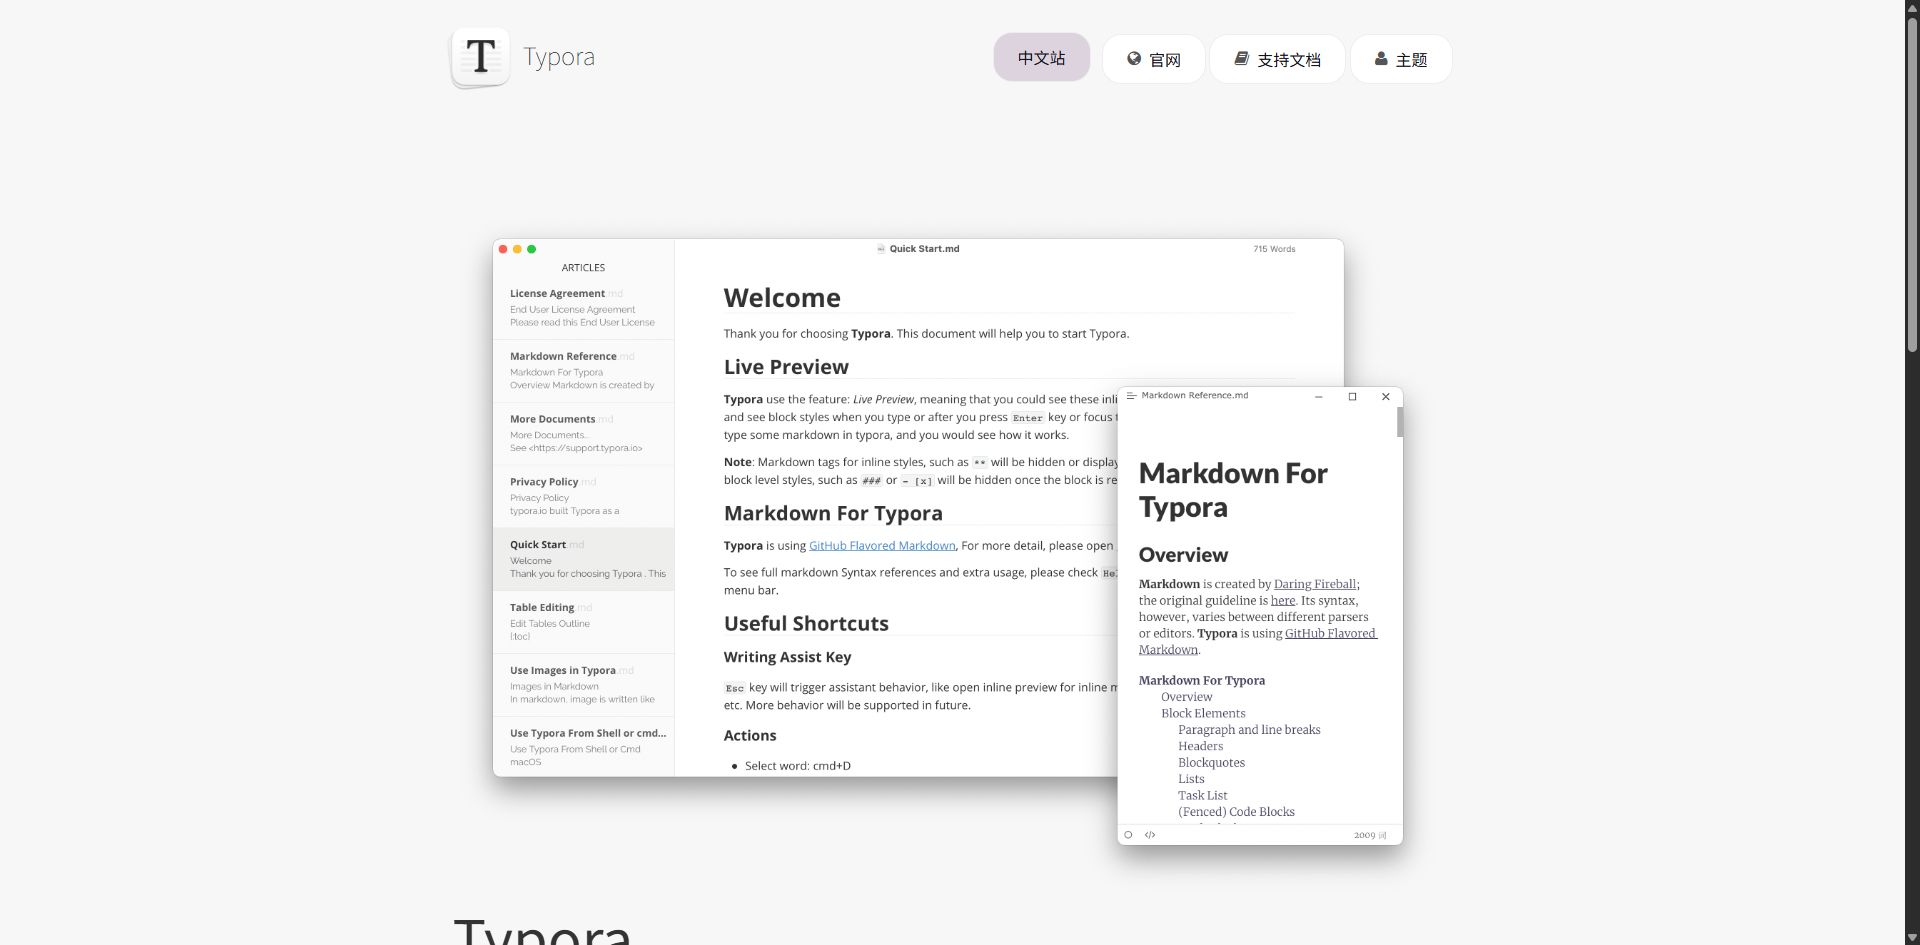 T
Typora
中文站
官网
支持文档
主题
Quick Start.md
715 Words
ARTICLES
License Agreement.md
End User License Agreement
Please read this End User License
Markdown Reference.md
Markdown For Typora
Overview Markdown is created by
More Documents.md
More Documents...
See <https://support.typora.io>
Privacy Policy.md
Privacy Policy
typora.io built Typora as a
Quick Start.md
Welcome
Thank you for choosing Typora . This
Table Editing.md
Edit Tables Outline
[toc]
Use Images in Typora.md
Images in Markdown
In markdown, image is written like
Use Typora From Shell or cmd...
Use Typora From Shell or Cmd
macOS
Welcome
Thank you for choosing Typora. This document will help you to start Typora.
Live Preview
Typora use the feature: Live Preview, meaning that you could see these inli
and see block styles when you type or after you press Enter key or focus
type some markdown in typora, and you would see how it works.
Note: Markdown tags for inline styles, such as ** will be hidden or display
block level styles, such as ### or - [x] will be hidden once the block is re
Markdown For Typora
Typora is using GitHub Flavored Markdown, For more detail, please open
To see full markdown Syntax references and extra usage, please check Hel
menu bar.
Useful Shortcuts
Writing Assist Key
Esc key will trigger assistant behavior, like open inline preview for inline m
etc. More behavior will be supported in future.
Actions
• Select word: cmd+D
Markdown Reference.md
Markdown For
Typora
Overview
Markdown is created by Daring Fireball;
the original guideline is here. Its syntax,
however, varies between different parsers
or editors. Typora is using GitHub Flavored
Markdown.
Markdown For Typora
Overview
Block Elements
Paragraph and line breaks
Headers
Blockquotes
Lists
Task List
(Fenced) Code Blocks
</> 2009 词
Typora